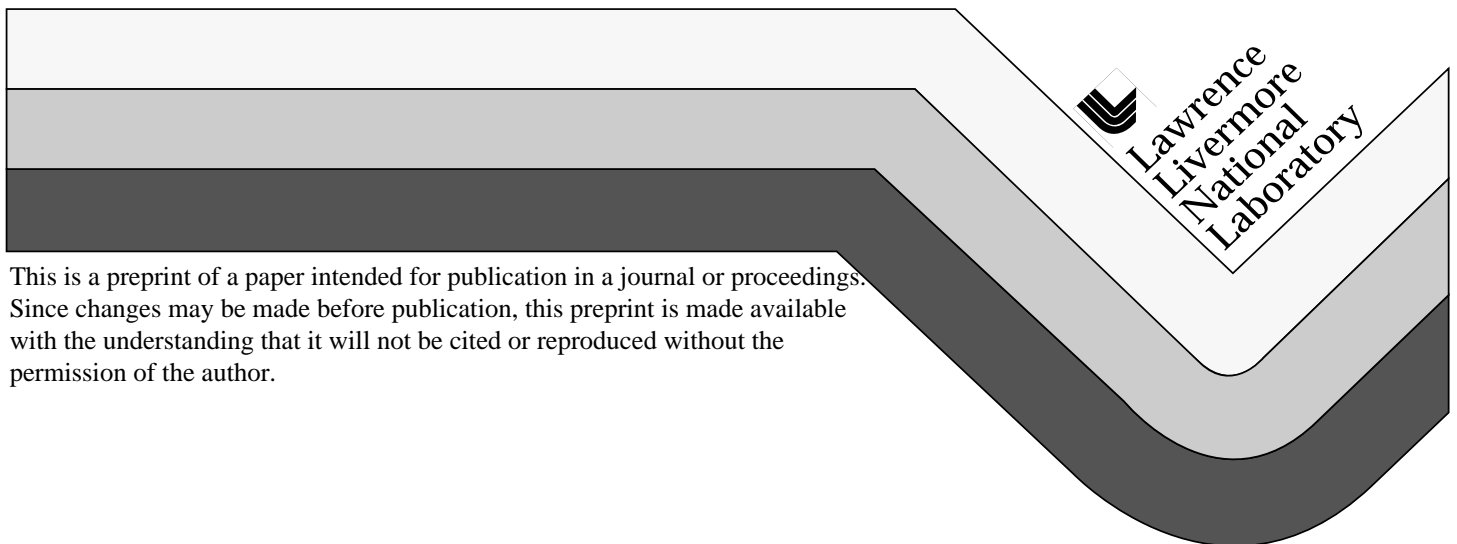 Lawrence
Livermore
National
Laboratory
This is a preprint of a paper intended for publication in a journal or proceedings.
Since changes may be made before publication, this preprint is made available
with the understanding that it will not be cited or reproduced without the
permission of the author.